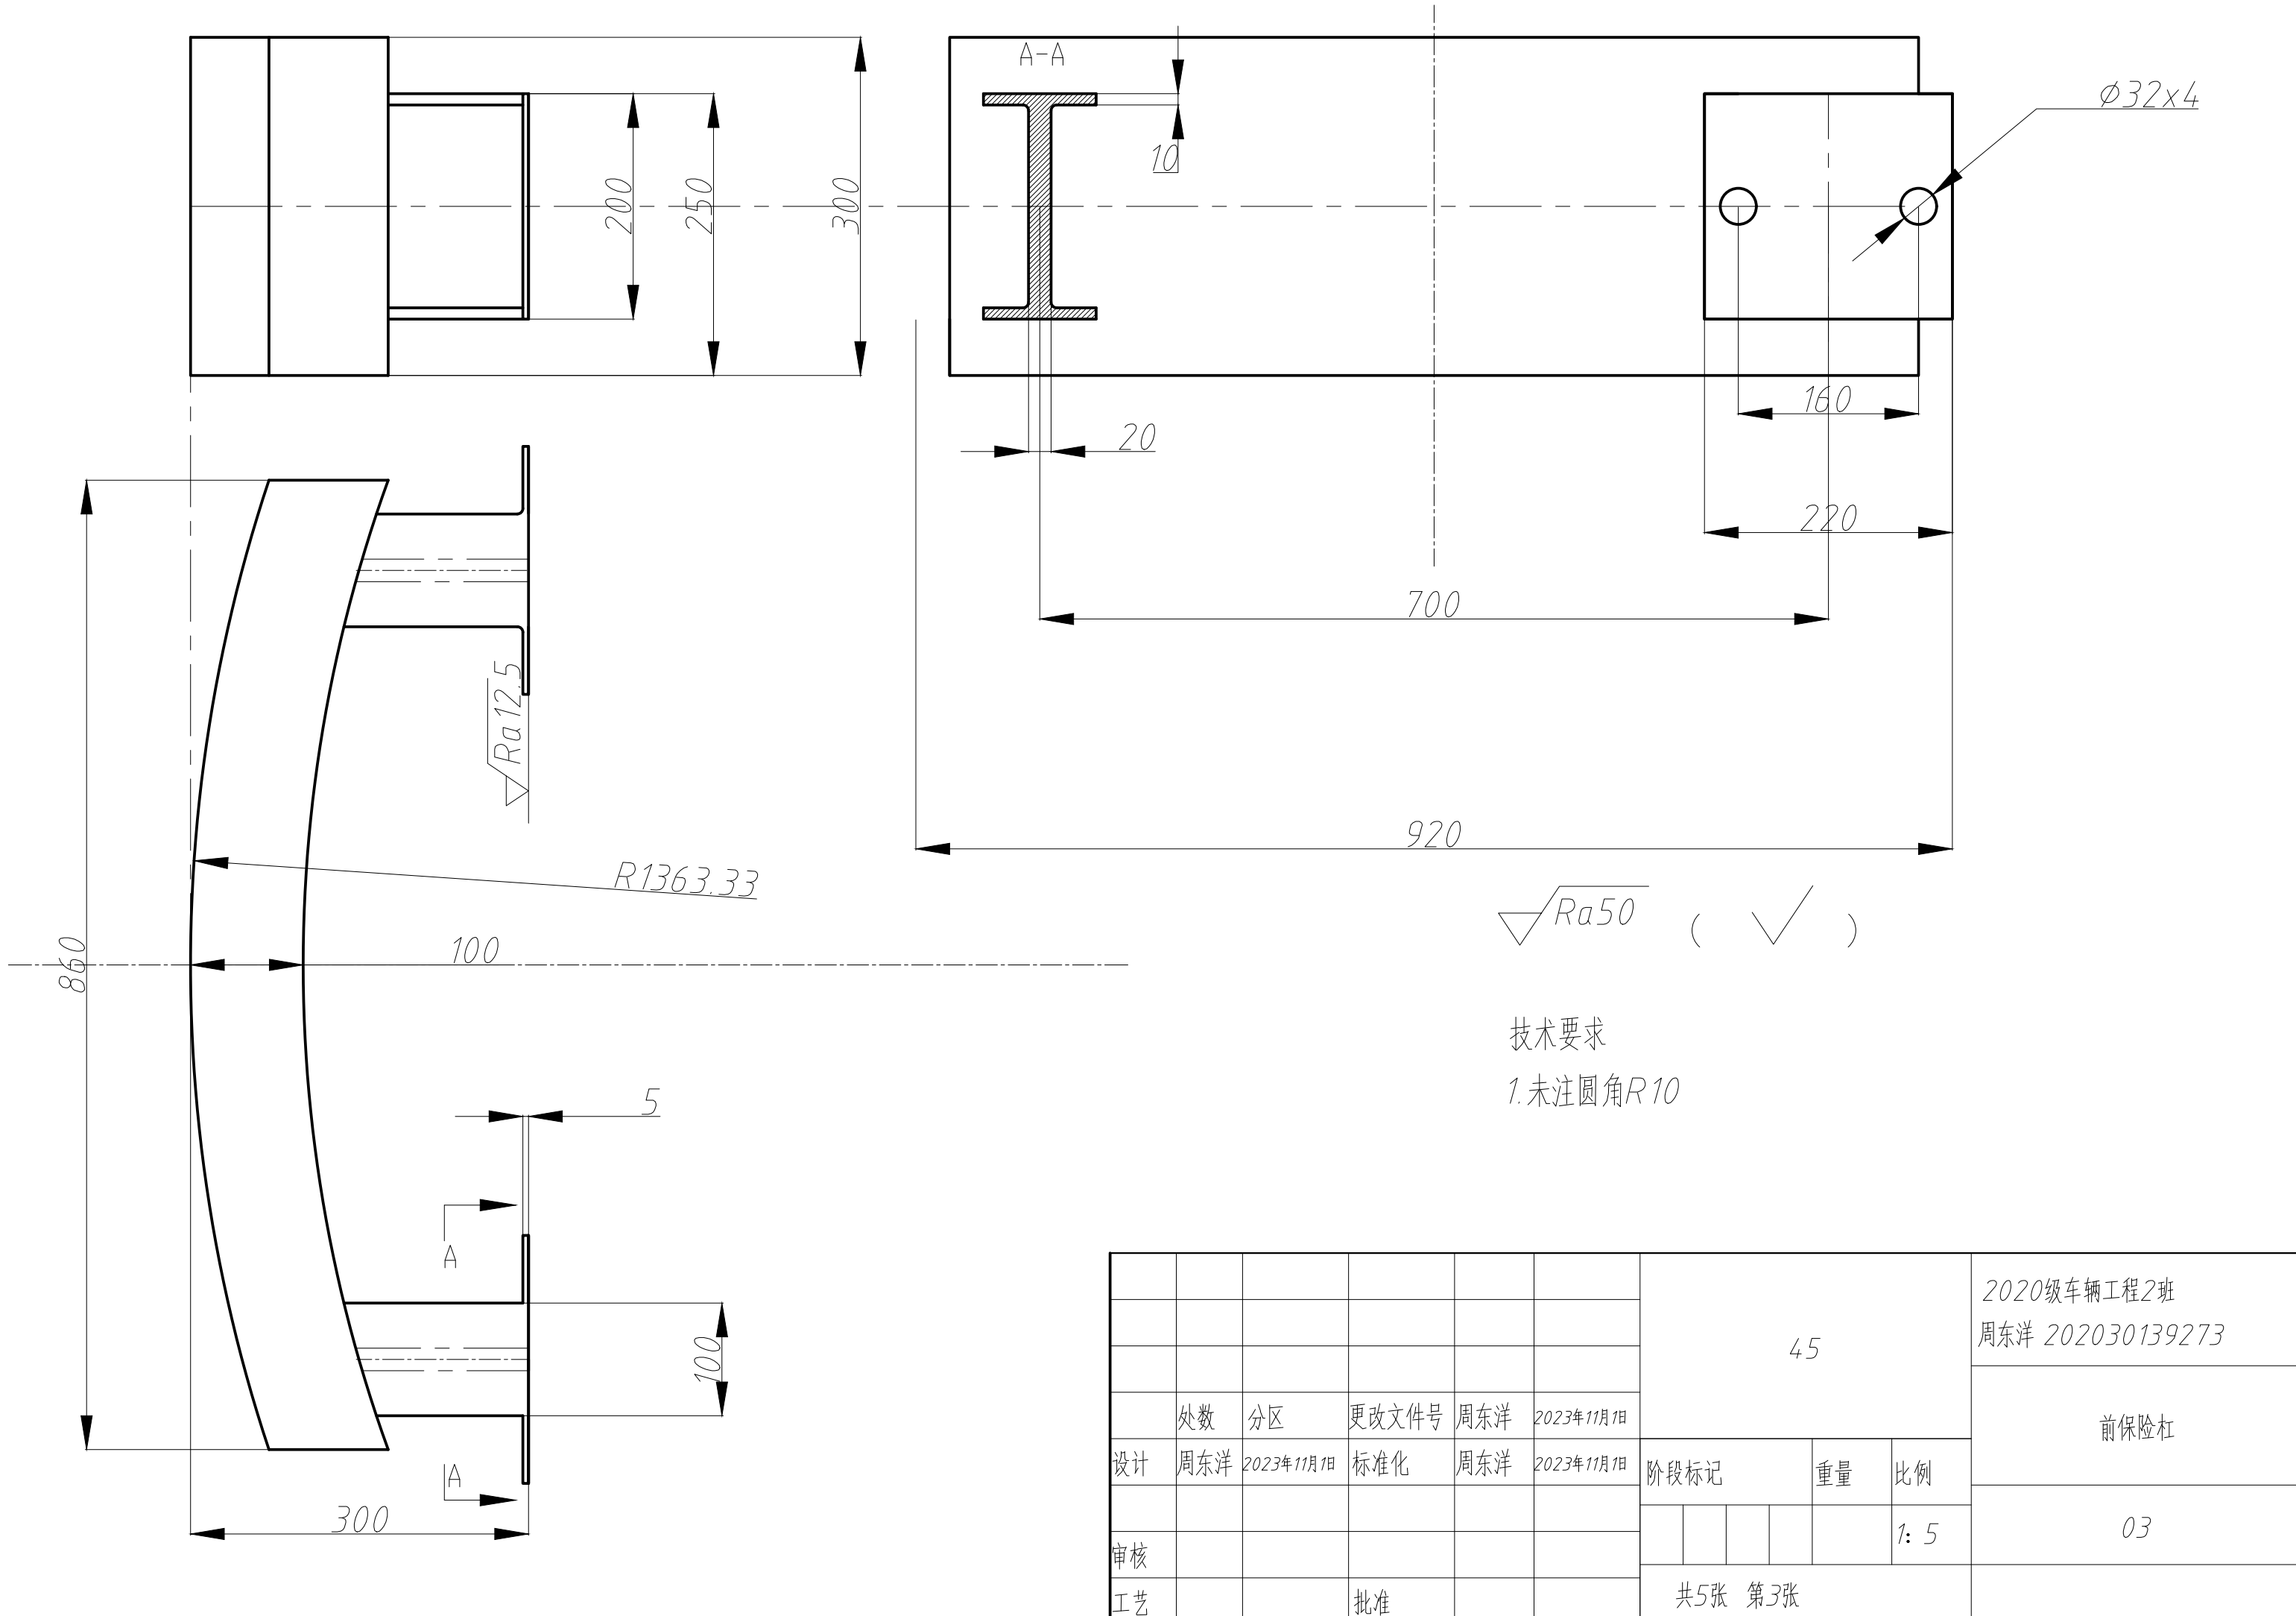 A-A
10
Φ32x4
200
250
300
160
20
220
700
Ra12.5
920
R1363.33
Ra50 ( )
860
100
技术要求
1.未注圆角R10
5
A
100
A
300
2020级车辆工程2班
周东洋 202030139273
45
处数 分区 更改文件号 周东洋 2023年11月1日
前保险杠
设计 周东洋 2023年11月1日 标准化 周东洋 2023年11月1日
阶段标记 重量 比例
1:5
03
审核
工艺 批准
共5张 第3张